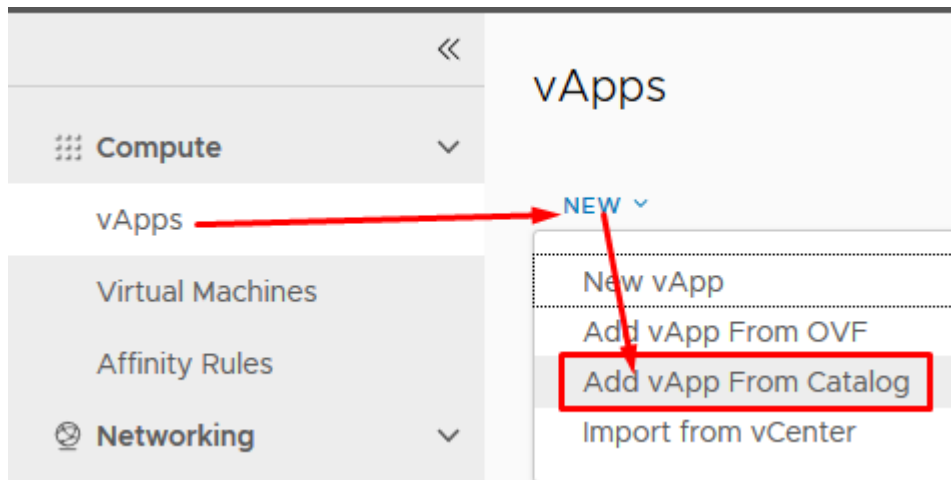 vApps
Compute
vApps
Virtual Machines
Affinity Rules
Networking
NEW
New vApp
Add vApp From OVF
Add vApp From Catalog
Import from vCenter